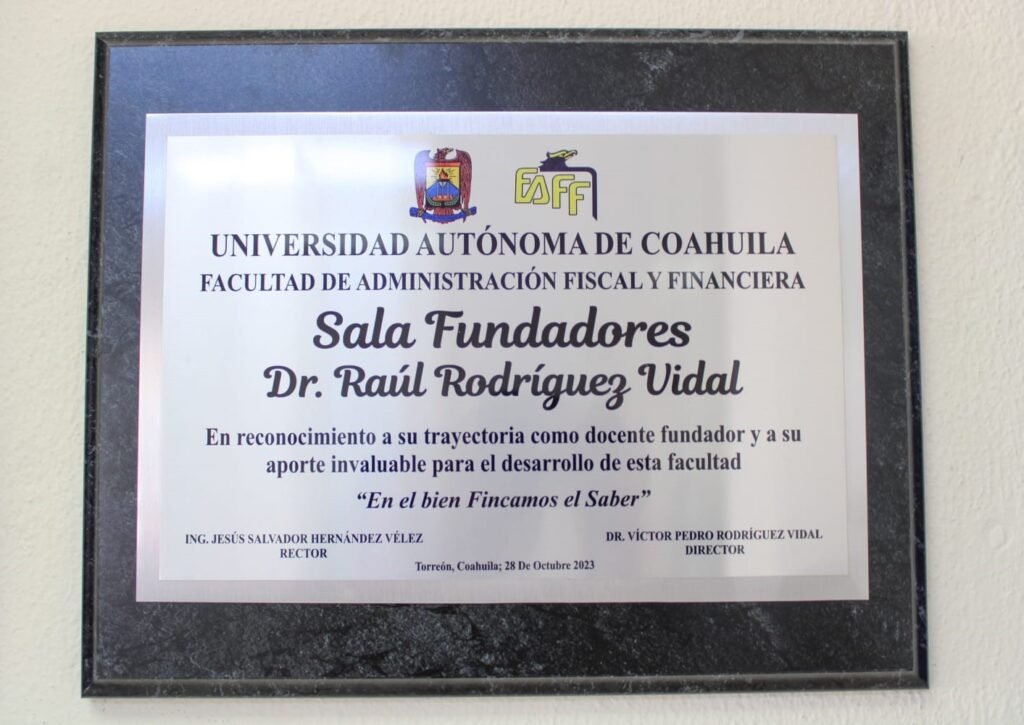 FAFF
UNIVERSIDAD AUTÓNOMA DE COAHUILA
FACULTAD DE ADMINISTRACIÓN FISCAL Y FINANCIERA
Sala Fundadores
Dr. Raúl Rodríguez Vidal
En reconocimiento a su trayectoria como docente fundador y a su
aporte invaluable para el desarrollo de esta facultad
“En el bien Fincamos el Saber”
ING. JESÚS SALVADOR HERNÁNDEZ VÉLEZ
RECTOR
DR. VÍCTOR PEDRO RODRÍGUEZ VIDAL
DIRECTOR
Torreón, Coahuila; 28 De Octubre 2023